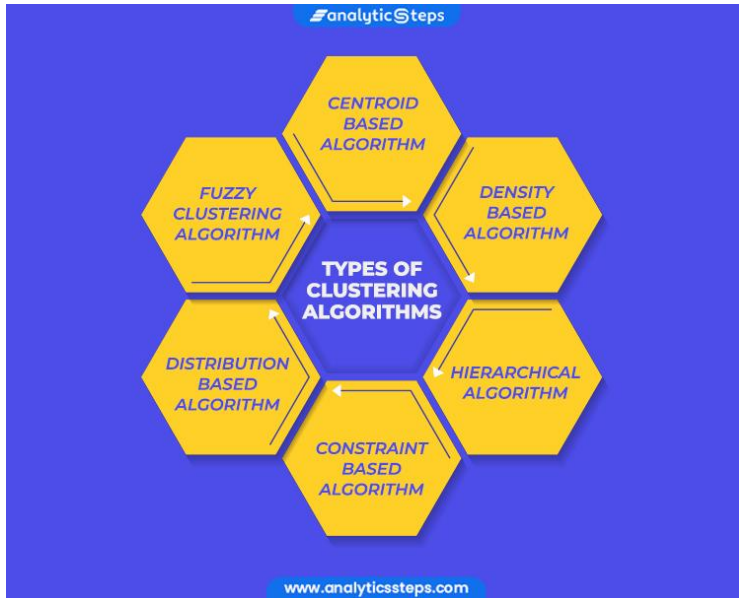 analyticSteps
CENTROID
BASED
ALGORITHM
DENSITY
BASED
ALGORITHM
HIERARCHICAL
ALGORITHM
CONSTRAINT
BASED
ALGORITHM
DISTRIBUTION
BASED
ALGORITHM
FUZZY
CLUSTERING
ALGORITHM
TYPES OF
CLUSTERING
ALGORITHMS
www.analyticssteps.com